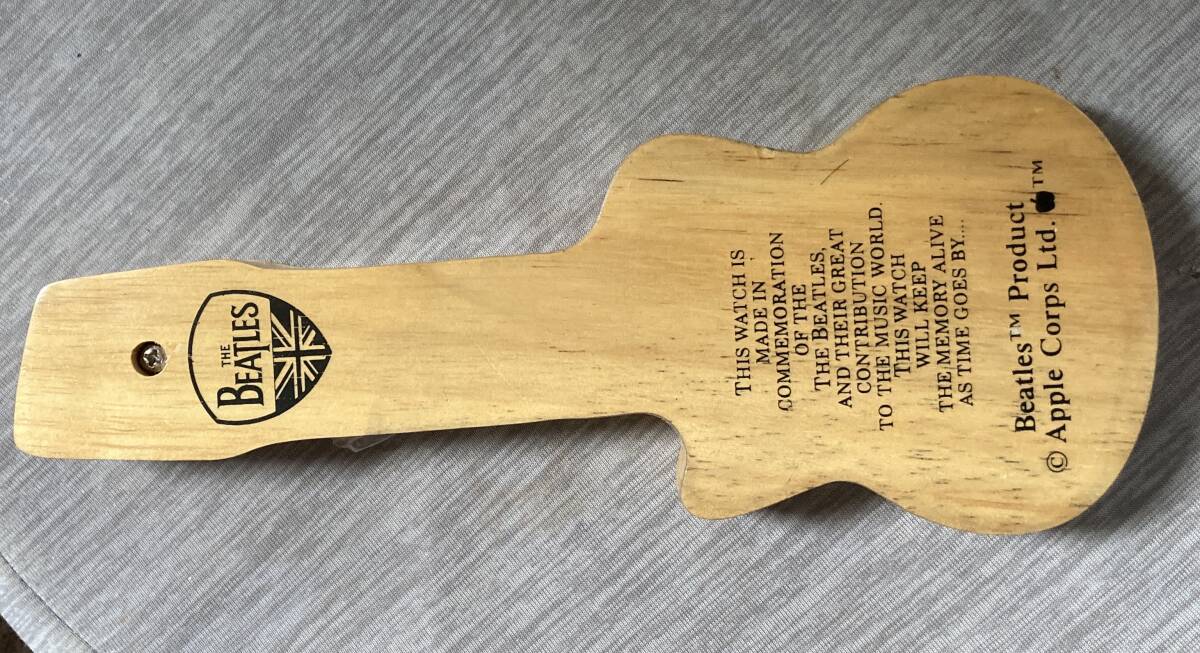 THE
BEATLES
THIS WATCH IS
MADE IN
COMMEMORATION
OF THE
THE BEATLES,
AND THEIR GREAT
CONTRIBUTION
TO THE MUSIC WORLD.
THIS WATCH
WILL KEEP
THE MEMORY ALIVE
AS TIME GOES BY....
Beatles™ Product
© Apple Corps Ltd. ™